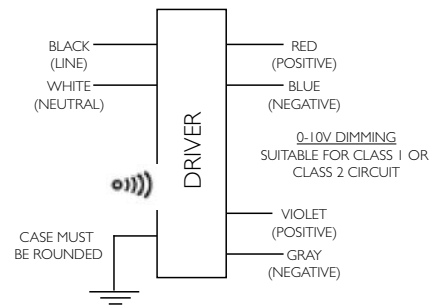 BLACK
(LINE)
WHITE
(NEUTRAL)
CASE MUST
BE ROUNDED
DRIVER
RED
(POSITIVE)
BLUE
(NEGATIVE)
0-10V DIMMING
SUITABLE FOR CLASS 1 OR
CLASS 2 CIRCUIT
VIOLET
(POSITIVE)
GRAY
(NEGATIVE)